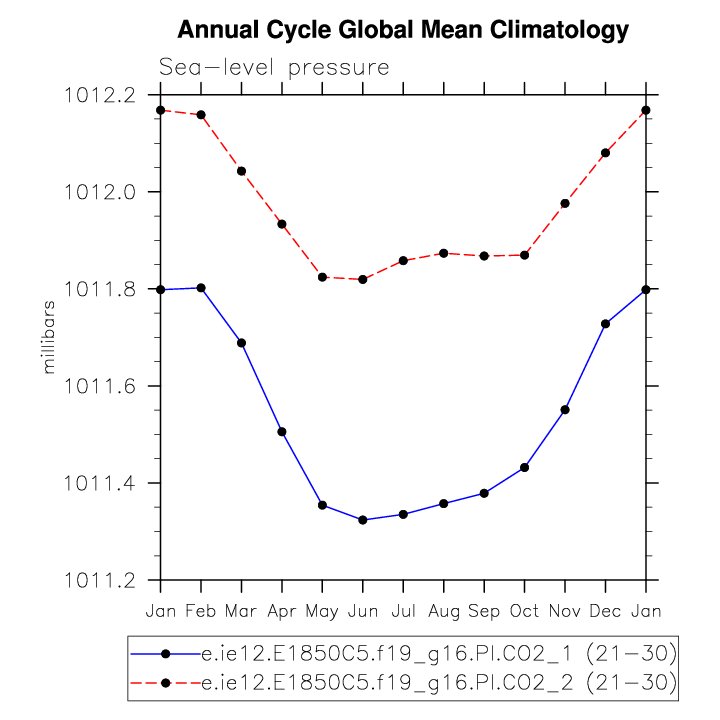 Annual Cycle Global Mean Climatology
Sea-level pressure
1012.2
1012.0
1011.8
1011.6
1011.4
1011.2
millibars
Jan Feb Mar Apr May Jun Jul Aug Sep Oct Nov Dec Jan
e.ie12.E1850C5.f19_g16.PI.CO2_1 (21-30)
e.ie12.E1850C5.f19_g16.PI.CO2_2 (21-30)